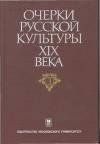 ОЧЕРКИ
РУССКОЙ
КУЛЬТУРЫ
XIX
ВЕКА
ИЗДАТЕЛЬСТВО МОСКОВСКОГО УНИВЕРСИТЕТА